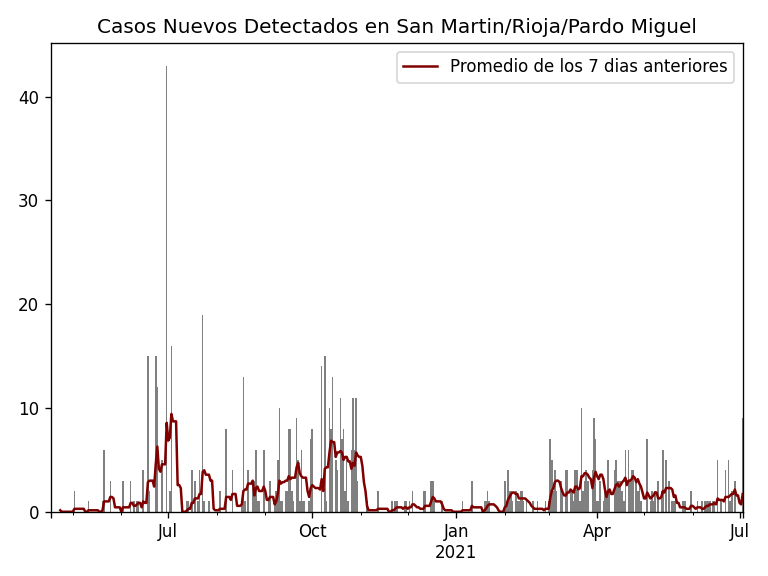 Casos Nuevos Detectados en San Martin/Rioja/Pardo Miguel
Promedio de los 7 dias anteriores
40
30
20
10
0
Jul
Oct
Jan
2021
Apr
Jul